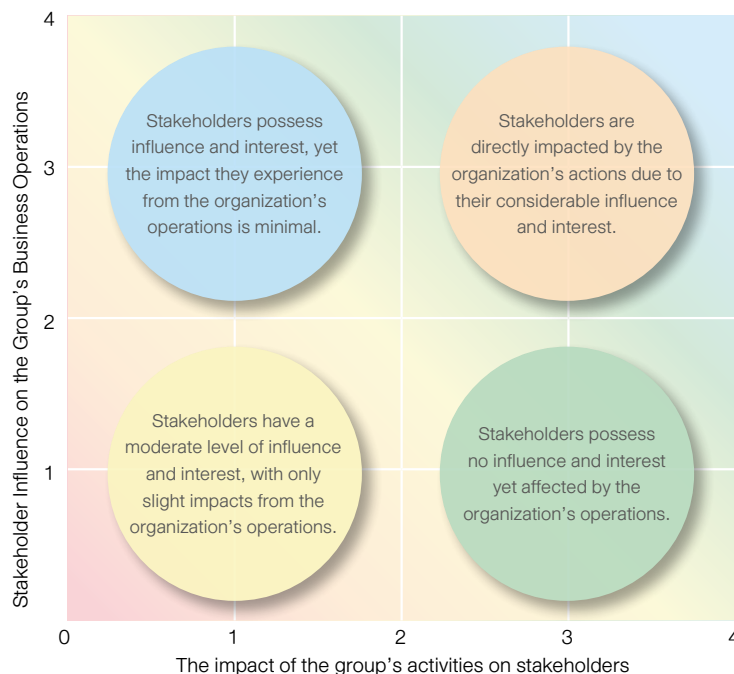 4
Stakeholders possess
influence and interest, yet
the impact they experience
from the organization's
operations is minimal.
Stakeholders are
directly impacted by the
organization's actions due to
their considerable influence
and interest.
3
Stakeholder Influence on the Group's Business Operations
2
Stakeholders have a
moderate level of influence
and interest, with only
slight impacts from the
organization's operations.
Stakeholders possess
no influence and interest
yet affected by the
organization's operations.
1
0
1
2
3
4
The impact of the group's activities on stakeholders